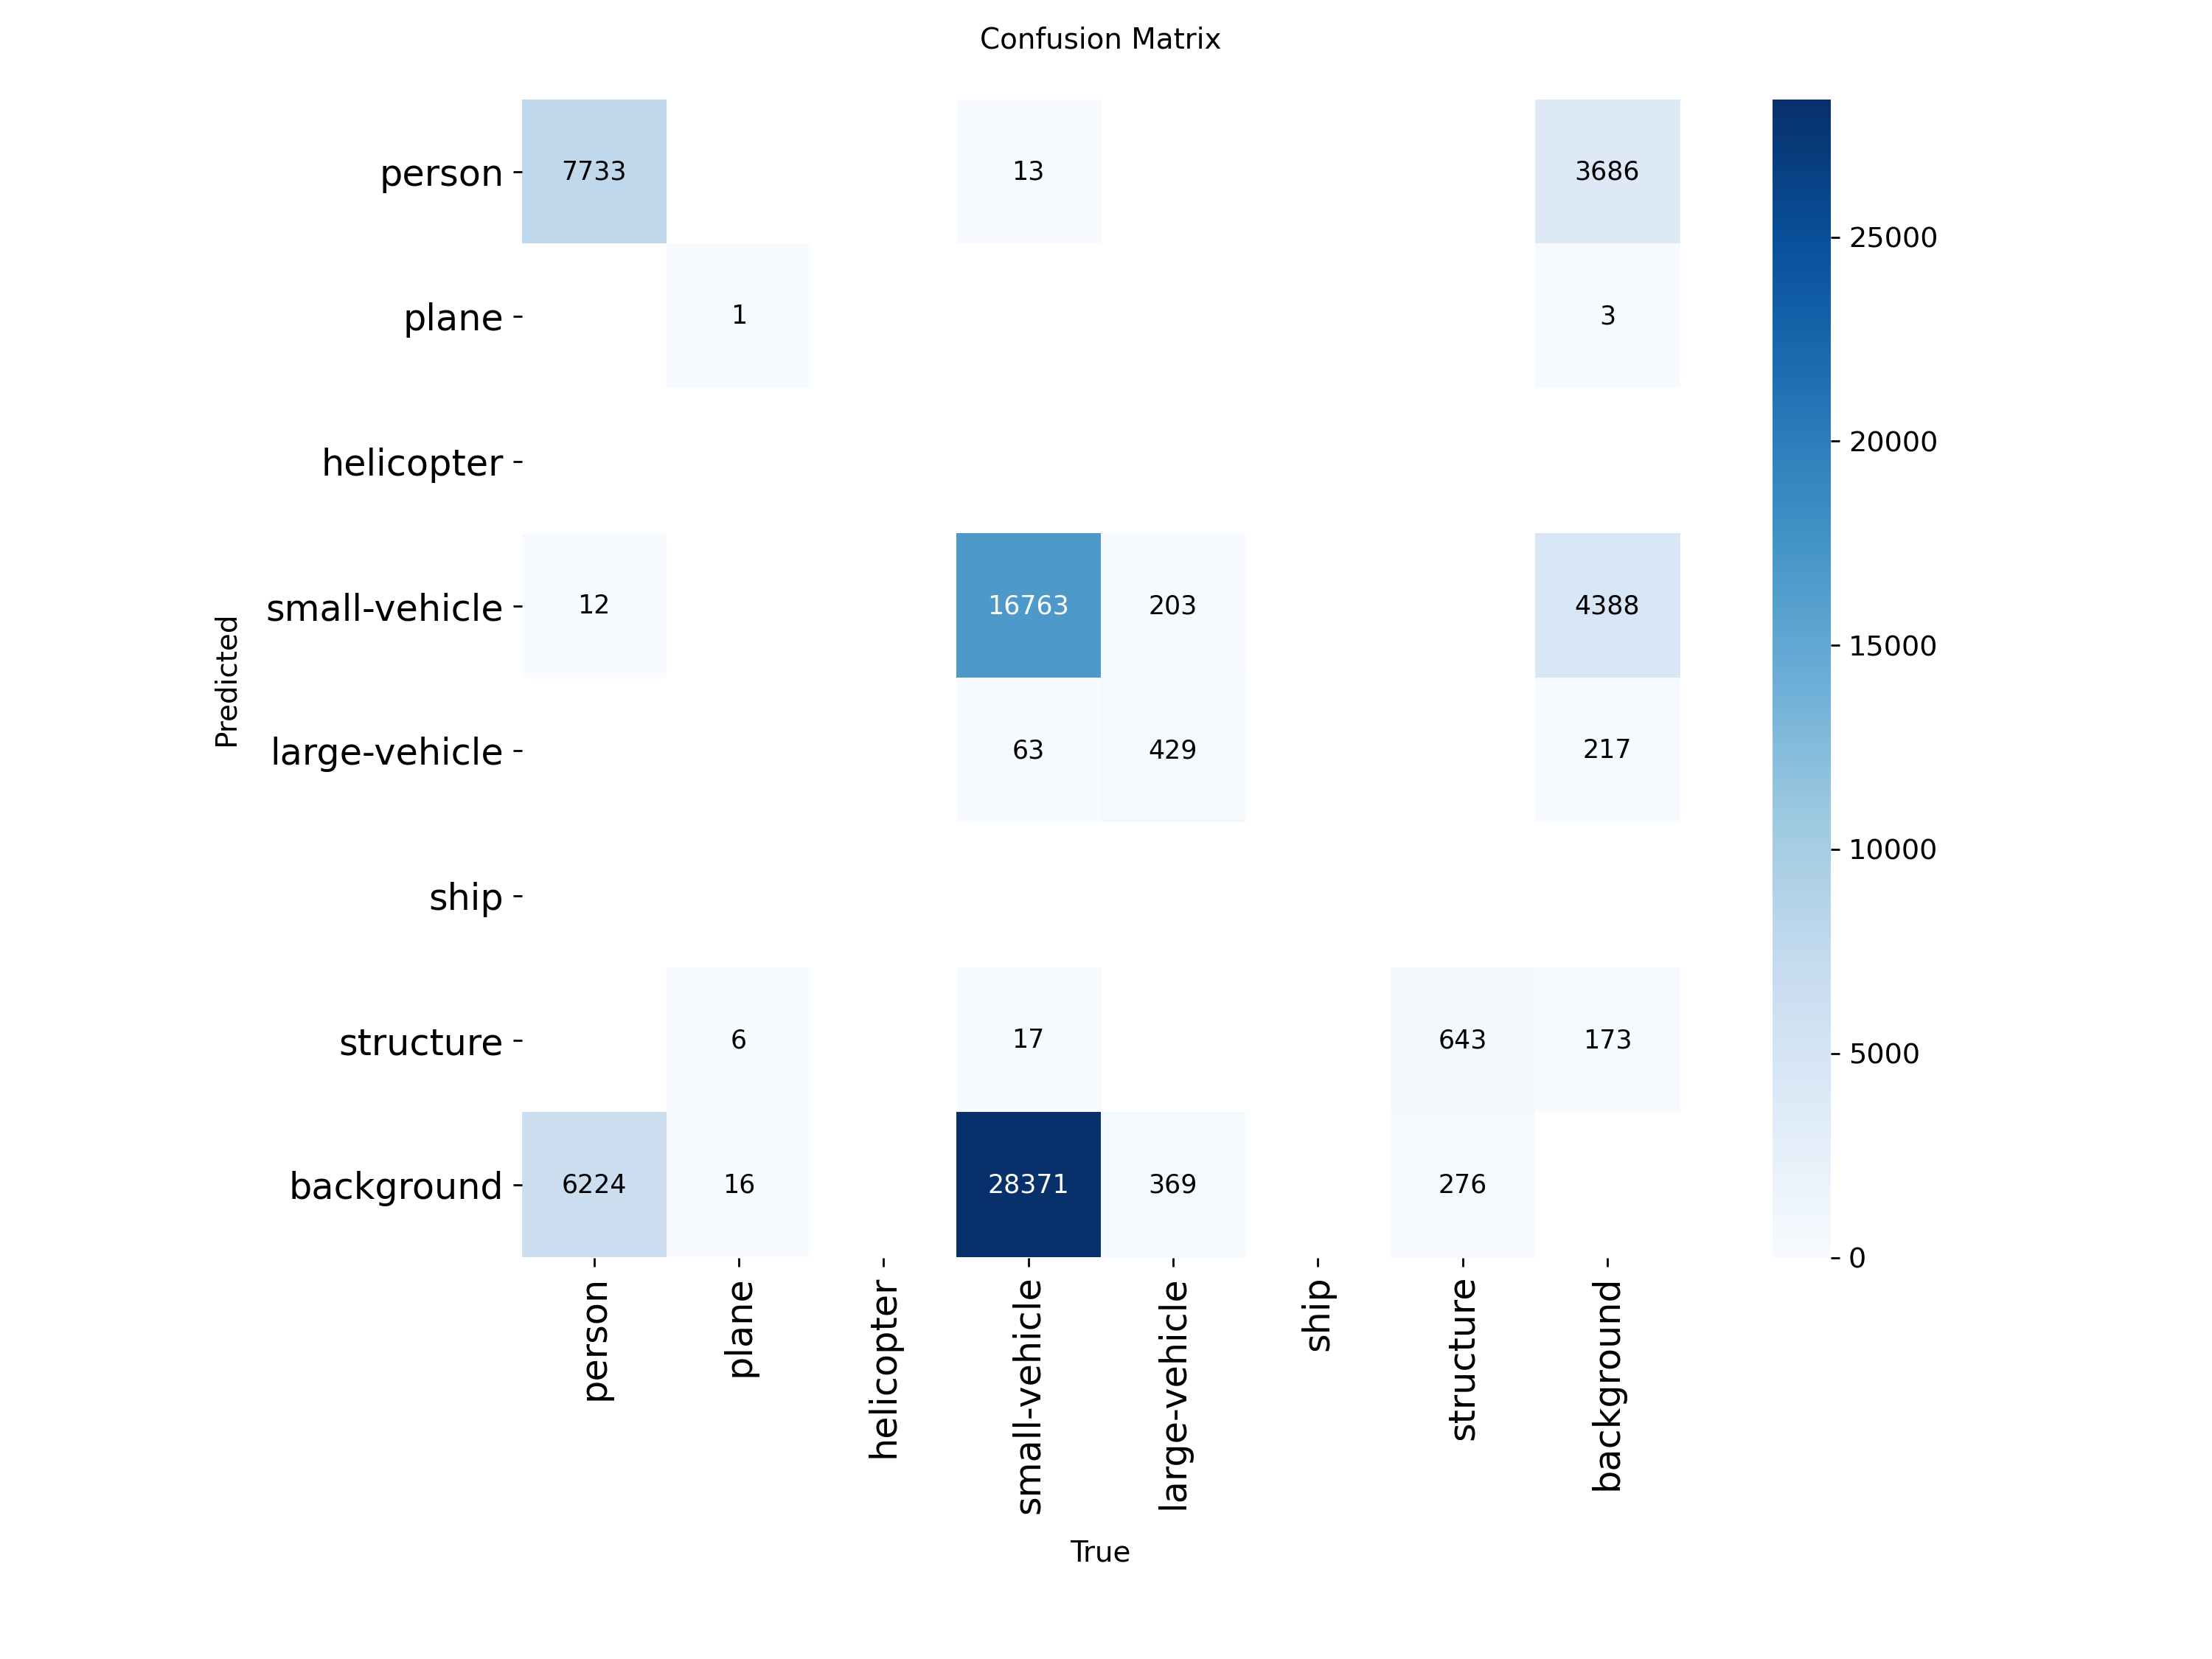 Confusion Matrix
person
7733
13
3686
plane
1
3
helicopter
small-vehicle
12
16763
203
4388
large-vehicle
63
429
217
ship
structure
6
17
643
173
background
6224
16
28371
369
276
Predicted
person
plane
helicopter
small-vehicle
large-vehicle
ship
structure
background
True
25000
20000
15000
10000
5000
0